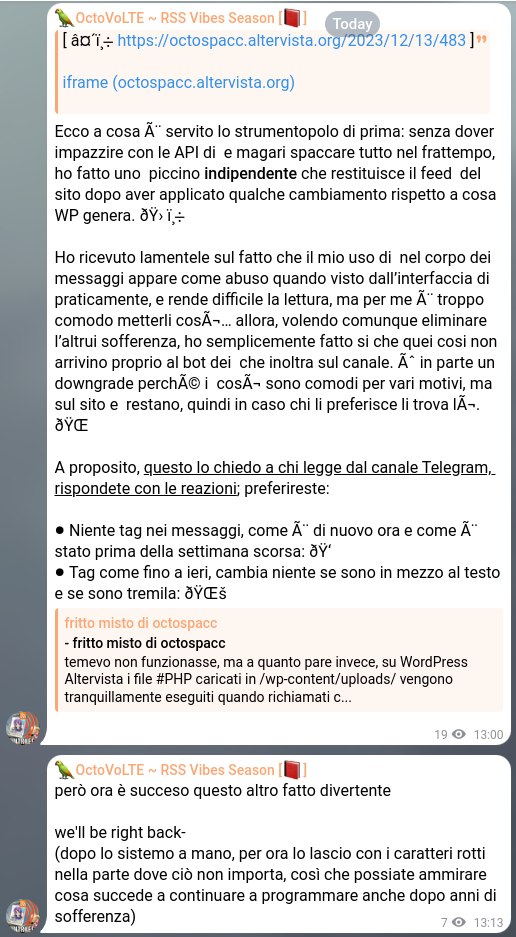 🦜OctoVoLTE ~ RSS Vibes Season [📕]
Today
[ â¤´ï¸÷ https://octospacc.altervista.org/2023/12/13/483 ]
iframe (octospacc.altervista.org)
Ecco a cosa Ã¨ servito lo strumentopolo di prima: senza dover
impazzire con le API di  e magari spaccare tutto nel frattempo,
ho fatto uno  piccino indipendente che restituisce il feed  del
sito dopo aver applicato qualche cambiamento rispetto a cosa
WP genera. ðŸ› ï¸÷
Ho ricevuto lamentele sul fatto che il mio uso di  nel corpo dei
messaggi appare come abuso quando visto dall’interfaccia di
praticamente, e rende difficile la lettura, ma per me Ã¨ troppo
comodo metterli cosÃ¬… allora, volendo comunque eliminare
l’altrui sofferenza, ho semplicemente fatto si che quei cosi non
arrivino proprio al bot dei  che inoltra sul canale. Ãˆ in parte un
downgrade perchÃ© i  cosÃ¬ sono comodi per vari motivi, ma
sul sito e  restano, quindi in caso chi li preferisce li trova lÃ¬.
ðŸŒ
A proposito, questo lo chiedo a chi legge dal canale Telegram,
rispondete con le reazioni; preferireste:
● Niente tag nei messaggi, come Ã¨ di nuovo ora e come Ã¨
stato prima della settimana scorsa: ðŸ‘
● Tag come fino a ieri, cambia niente se sono in mezzo al testo
e se sono tremila: ðŸŒš
fritto misto di octospacc
- fritto misto di octospacc
temevo non funzionasse, ma a quanto pare invece, su WordPress
Altervista i file #PHP caricati in /wp-content/uploads/ vengono
tranquillamente eseguiti quando richiamati c...
19 13:00
🦜OctoVoLTE ~ RSS Vibes Season [📕]
però ora è succeso questo altro fatto divertente
we'll be right back-
(dopo lo sistemo a mano, per ora lo lascio con i caratteri rotti
nella parte dove ciò non importa, così che possiate ammirare
cosa succede a continuare a programmare anche dopo anni di
sofferenza)
7 13:13